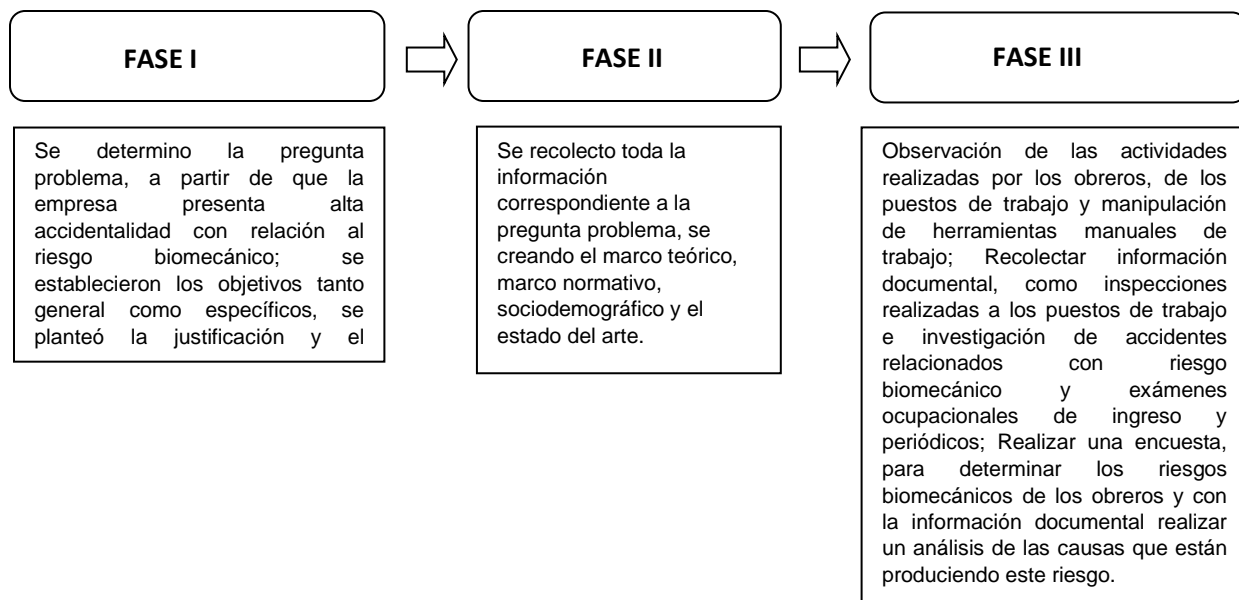 FASE I
FASE II
FASE III
Se determino la pregunta
problema, a partir de que la
empresa presenta alta
accidentalidad con relación al
riesgo biomecánico; se
establecieron los objetivos tanto
general como específicos, se
planteó la justificación y el
Se recolecto toda la
información
correspondiente a la
pregunta problema, se
creando el marco teórico,
marco normativo,
sociodemográfico y el
estado del arte.
Observación de las actividades
realizadas por los obreros, de los
puestos de trabajo y manipulación
de herramientas manuales de
trabajo; Recolectar información
documental, como inspecciones
realizadas a los puestos de trabajo
e investigación de accidentes
relacionados con riesgo
biomecánico y exámenes
ocupacionales de ingreso y
periódicos; Realizar una encuesta,
para determinar los riesgos
biomecánicos de los obreros y con
la información documental realizar
un análisis de las causas que están
produciendo este riesgo.